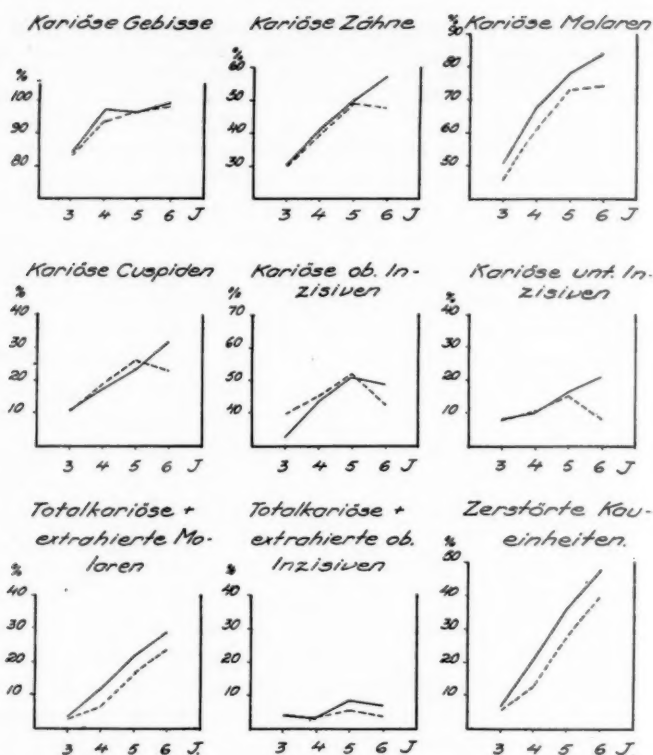 Kariöse Gebisse
%
100
90
80
3 4 5 6 J
Kariöse Zähne
%
60
50
40
30
3 4 5 6 J
Kariöse Molaren
%
90
80
70
60
50
3 4 5 6 J
Kariöse Cuspiden
%
40
30
20
10
3 4 5 6 J
Kariöse ob. In-
zisiven
%
70
60
50
40
3 4 5 6 J
Kariöse unt. In-
zisiven
%
40
30
20
10
3 4 5 6 J
Totalkariöse +
extrahierte Mo-
laren
%
40
30
20
10
3 4 5 6 J.
Totalkariöse +
extrahierte ob.
Inzisiven
%
40
30
20
10
3 4 5 6 J
Zerstörte Kau-
einheiten.
%
50
40
30
20
10
3 4 5 6 J